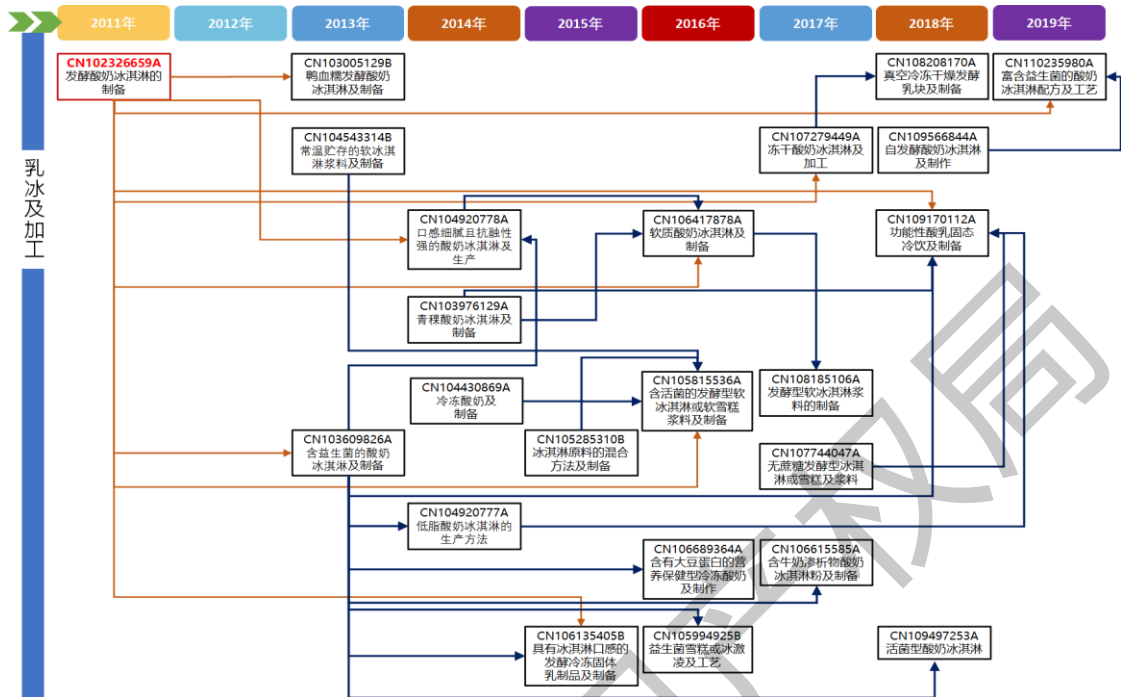 2011年
2012年
2013年
2014年
2015年
2016年
2017年
2018年
2019年
乳冰及加工
CN102326659A
发酵酸奶冰淇淋的
制备
CN103005129B
鸭血糯发酵酸奶
冰淇淋及制备
CN108208170A
真空冷冻干燥发酵
乳块及制备
CN110235980A
富含益生菌的酸奶
冰淇淋配方及工艺
CN104543314B
常温贮存的软冰淇
淋浆料及制备
CN107279449A
冻干酸奶冰淇淋及
加工
CN109566844A
自发酵酸奶冰淇淋
及制作
CN104920778A
口感细腻且抗融性
强的酸奶冰淇淋及
生产
CN106417878A
软质酸奶冰淇淋及
制备
CN109170112A
功能性酸乳固态
冷饮及制备
CN103976129A
青稞酸奶冰淇淋及
制备
CN104430869A
冷冻酸奶及
制备
CN105815536A
含活菌的发酵型软
冰淇淋或软雪糕
浆料及制备
CN108185106A
发酵型软冰淇淋浆
料的制备
CN103609826A
含益生菌的酸奶
冰淇淋及制备
CN105285310B
冰淇淋原料的混合
方法及制备
CN107744047A
无蔗糖发酵型冰淇
淋或雪糕及浆料
CN104920777A
低脂酸奶冰淇淋的
生产方法
CN106689364A
含有大豆蛋白的营
养保健型冷冻酸奶
及制作
CN106615585A
含牛奶渗析物酸奶
冰淇淋粉及制备
CN106135405B
具有冰淇淋口感的
发酵冷冻固体
乳制品及制备
CN105994925B
益生菌雪糕或冰激
凌及工艺
CN109497253A
活菌型酸奶冰淇淋
产权局